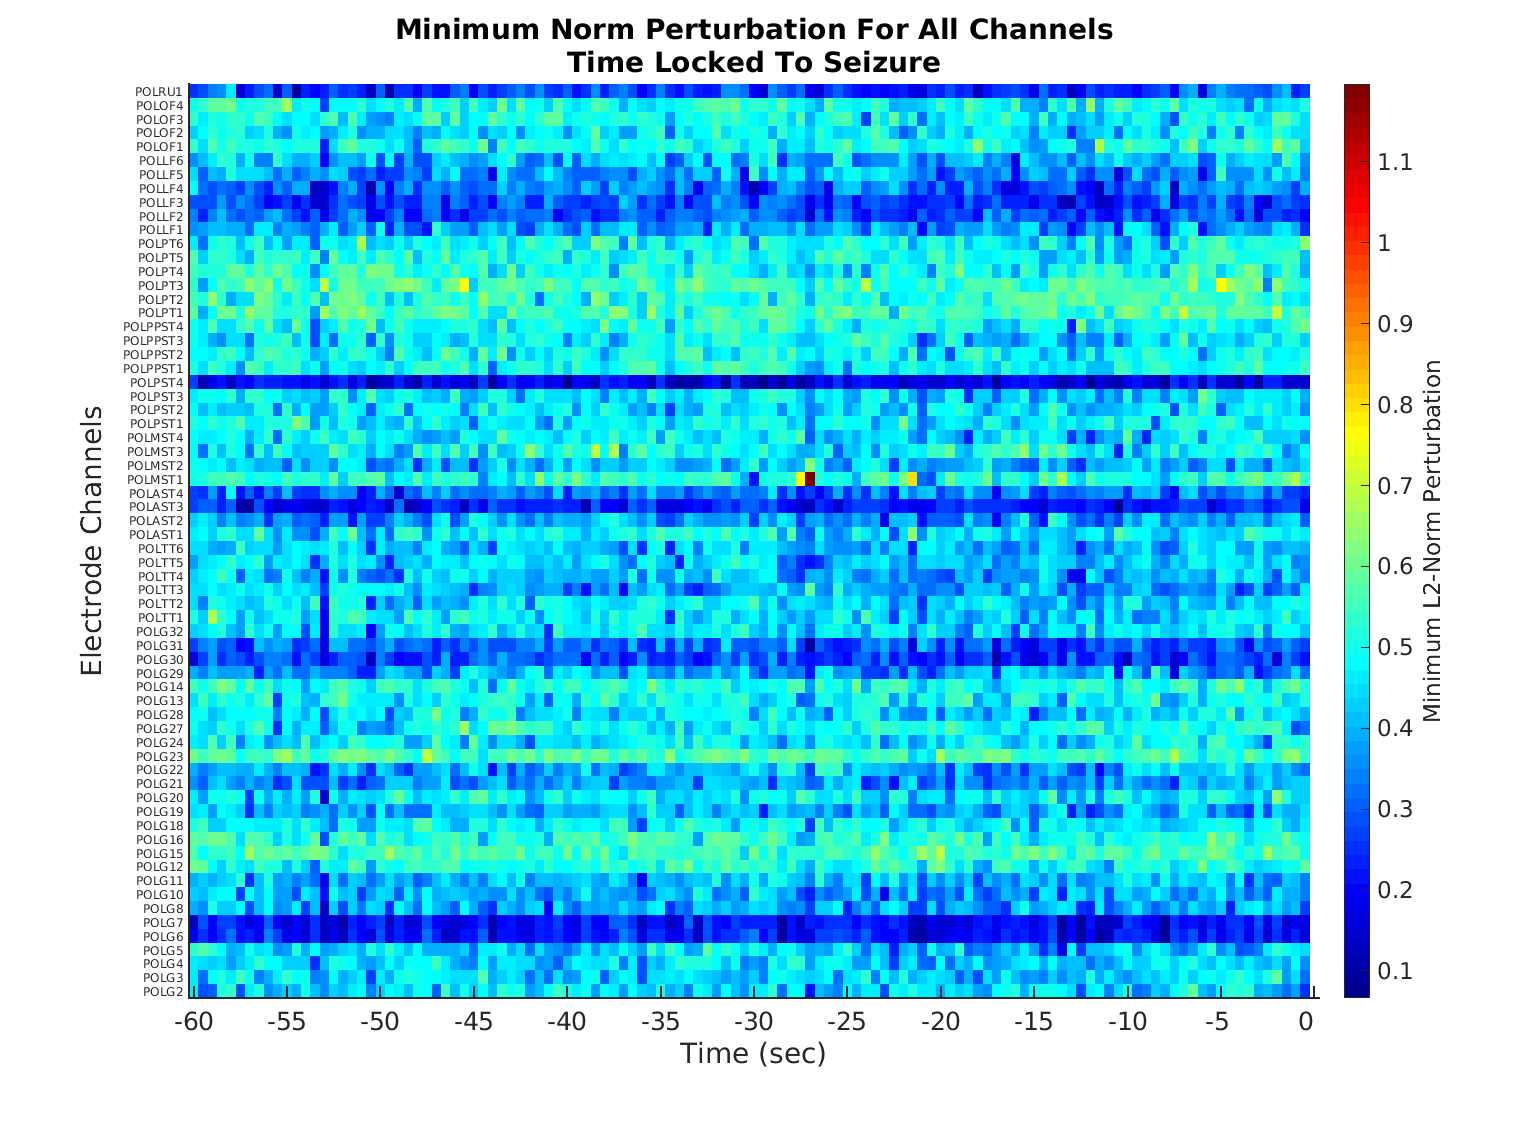 Minimum Norm Perturbation For All Channels
Time Locked To Seizure
Electrode Channels
POLRU1
POLOF4
POLOF3
POLOF2
POLOF1
POLLF6
POLLF5
POLLF4
POLLF3
POLLF2
POLLF1
POLPT6
POLPT5
POLPT4
POLPT3
POLPT2
POLPT1
POLPPST4
POLPPST3
POLPPST2
POLPPST1
POLPST4
POLPST3
POLPST2
POLPST1
POLMST4
POLMST3
POLMST2
POLMST1
POLAST4
POLAST3
POLAST2
POLAST1
POLTT6
POLTT5
POLTT4
POLTT3
POLTT2
POLTT1
POLG32
POLG31
POLG30
POLG29
POLG14
POLG13
POLG28
POLG27
POLG24
POLG23
POLG22
POLG21
POLG20
POLG19
POLG18
POLG16
POLG15
POLG12
POLG11
POLG10
POLG8
POLG7
POLG6
POLG5
POLG4
POLG3
POLG2
-60 -55 -50 -45 -40 -35 -30 -25 -20 -15 -10 -5 0
Time (sec)
1.1
1
0.9
0.8
0.7
0.6
0.5
0.4
0.3
0.2
0.1
Minimum L2-Norm Perturbation